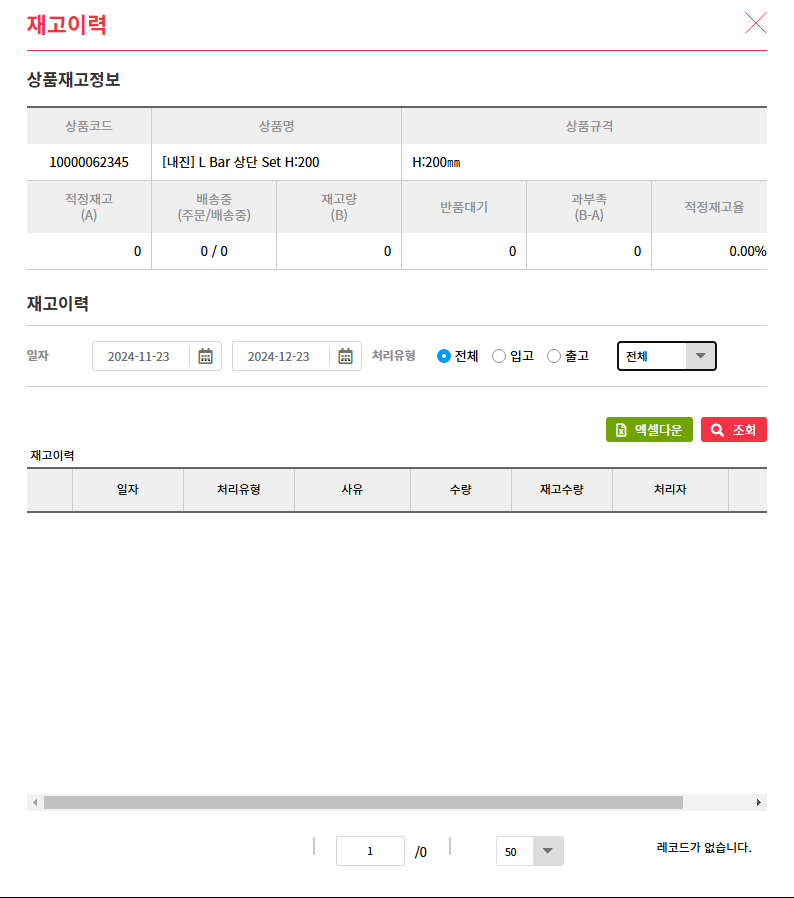 재고이력
상품재고정보
상품코드 상품명 상품규격
10000062345 [내진] L Bar 상단 Set H:200 H:200㎜
적정재고 (A) 배송중 (주문/배송중) 재고량 (B) 반품대기 과부족 (B-A) 적정재고율
0 0 / 0 0 0 0 0.00%
재고이력
일자 2024-11-23 2024-12-23 처리유형 전체 입고 출고 전체
엑셀다운 조회
재고이력
일자 처리유형 사유 수량 재고수량 처리자
1 /0 50 레코드가 없습니다.